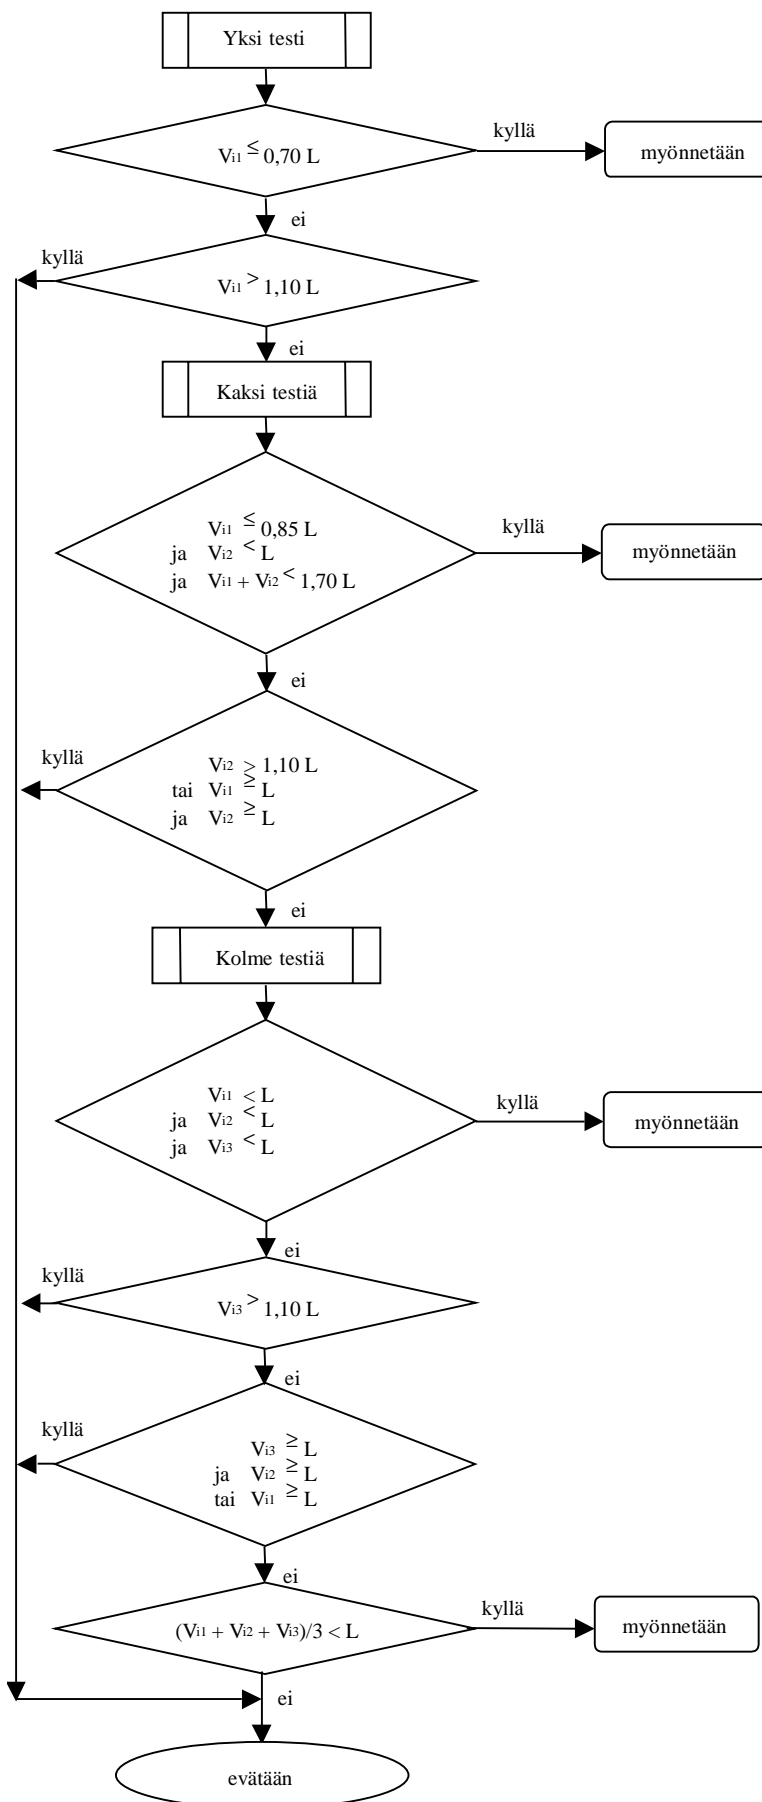 Yksi testi
kyllä
Vi1 ≤ 0,70 L
myönnetään
ei
kyllä
Vi1 > 1,10 L
ei
Kaksi testiä
Vi1 ≤ 0,85 L
ja Vi2 < L
ja Vi1 + Vi2 < 1,70 L
kyllä
myönnetään
ei
kyllä
Vi2 > 1,10 L
tai Vi1 ≥ L
ja Vi2 ≥ L
ei
Kolme testiä
Vi1 < L
ja Vi2 < L
ja Vi3 < L
kyllä
myönnetään
ei
kyllä
Vi3 > 1,10 L
ei
kyllä
Vi3 ≥ L
ja Vi2 ≥ L
tai Vi1 ≥ L
ei
kyllä
(Vi1 + Vi2 + Vi3)/3 < L
myönnetään
ei
evätään